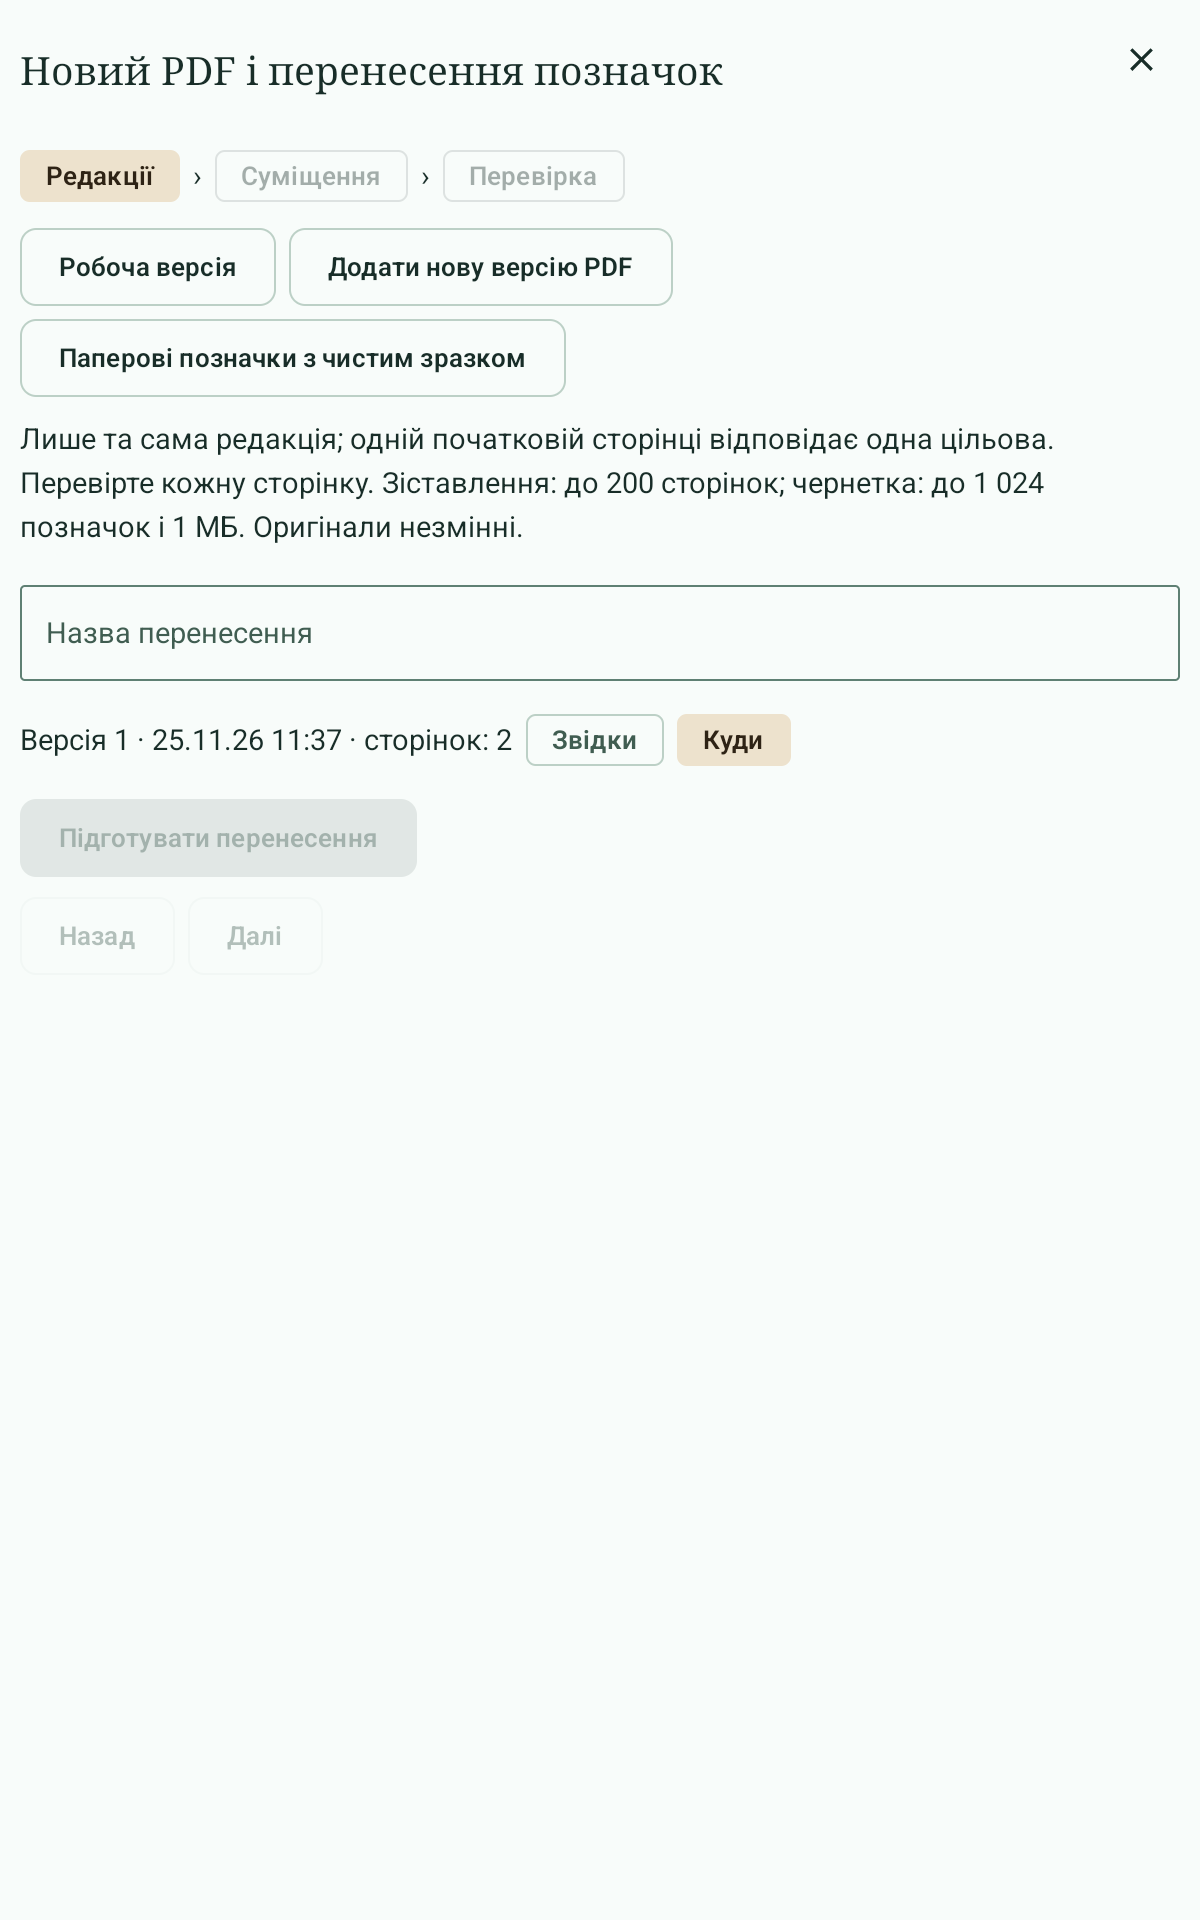 Новий PDF і перенесення позначок
Редакції › Суміщення › Перевірка
Робоча версія Додати нову версію PDF
Паперові позначки з чистим зразком
Лише та сама редакція; одній початковій сторінці відповідає одна цільова.
Перевірте кожну сторінку. Зіставлення: до 200 сторінок; чернетка: до 1 024
позначок і 1 МБ. Оригінали незмінні.
Назва перенесення
Версія 1 · 25.11.26 11:37 · сторінок: 2 Звідки Куди
Підготувати перенесення
Назад Далі